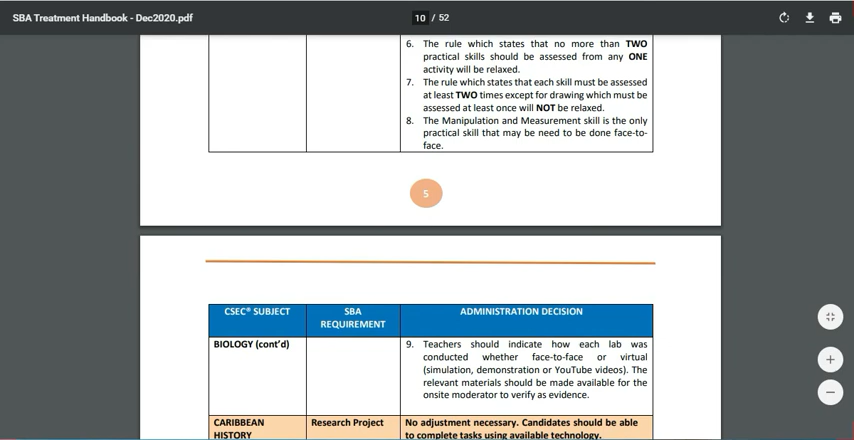 SBA Treatment Handbook - Dec2020.pdf
10 / 52
6. The rule which states that no more than TWO
practical skills should be assessed from any ONE
activity will be relaxed.
7. The rule which states that each skill must be assessed
at least TWO times except for drawing which must be
assessed at least once will NOT be relaxed.
8. The Manipulation and Measurement skill is the only
practical skill that may be need to be done face-to-
face.
5
CSEC® SUBJECT
SBA
REQUIREMENT
ADMINISTRATION DECISION
BIOLOGY (cont'd)
9. Teachers should indicate how each lab was
conducted whether face-to-face or virtual
(simulation, demonstration or YouTube videos). The
relevant materials should be made available for the
onsite moderator to verify as evidence.
CARIBBEAN
HISTORY
Research Project
No adjustment necessary. Candidates should be able
to complete tasks using available technology.